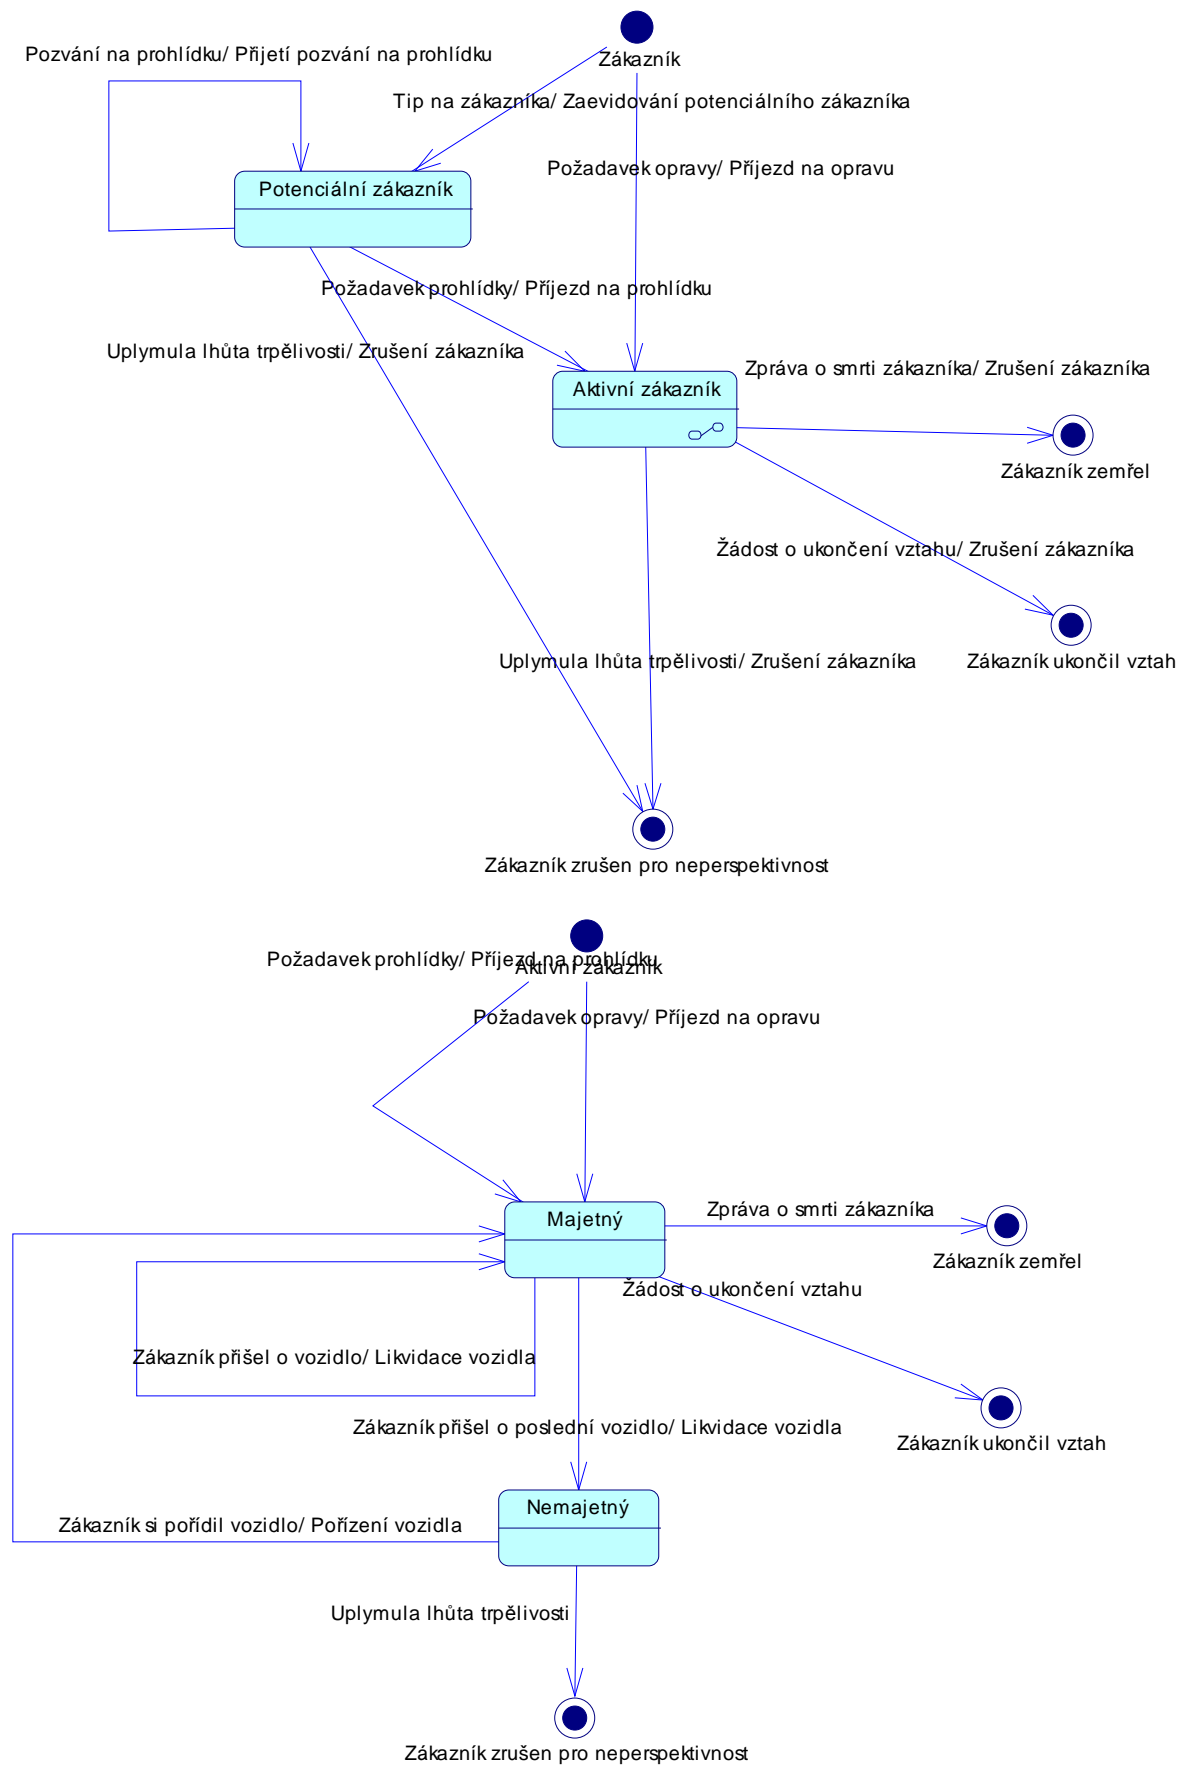 Zákazník
Pozvání na prohlídku/ Přijetí pozvání na prohlídku
Tip na zákazníka/ Zaevidování potenciálního zákazníka
Požadavek opravy/ Příjezd na opravu
Potenciální zákazník
Požadavek prohlídky/ Příjezd na prohlídku
Uplymula lhůta trpělivosti/ Zrušení zákazníka
Zpráva o smrti zákazníka/ Zrušení zákazníka
Aktivní zákazník
Zákazník zemřel
Žádost o ukončení vztahu/ Zrušení zákazníka
Uplymula lhůta trpělivosti/ Zrušení zákazníka
Zákazník ukončil vztah
Zákazník zrušen pro neperspektivnost
Požadavek prohlídky/ Příjezd na prohlídku
Aktivní zákazník
Požadavek opravy/ Příjezd na opravu
Zpráva o smrti zákazníka
Majetný
Zákazník zemřel
Žádost o ukončení vztahu
Zákazník přišel o vozidlo/ Likvidace vozidla
Zákazník přišel o poslední vozidlo/ Likvidace vozidla
Zákazník ukončil vztah
Nemajetný
Zákazník si pořídil vozidlo/ Pořízení vozidla
Uplymula lhůta trpělivosti
Zákazník zrušen pro neperspektivnost